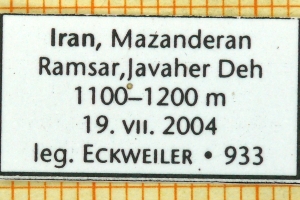 Iran, Mazanderan
Ramsar,Javaher Deh
1100–1200 m
19. VII. 2004
leg. ECKWEILER • 933